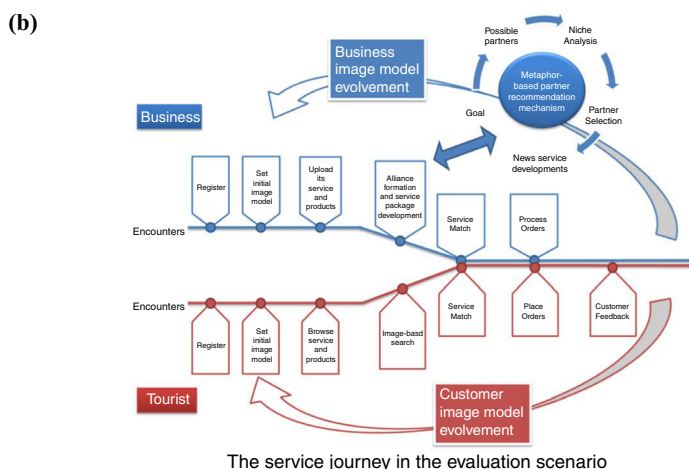 (b)
Business
image model
evolvement
Possible
partners
Niche
Analysis
Metaphor-
based partner
recommendation
mechanism
Goal
Partner
Selection
News service
developments
Business
Register
Set
initial
image
model
Upload
its
service
and
products
Alliance
formation
and service
package
development
Service
Match
Process
Orders
Encounters
Encounters
Register
Set
initial
image
model
Browse
service
and
products
Image-basd
search
Service
Match
Place
Orders
Customer
Feedback
Tourist
Customer
image model
evolvement
The service journey in the evaluation scenario